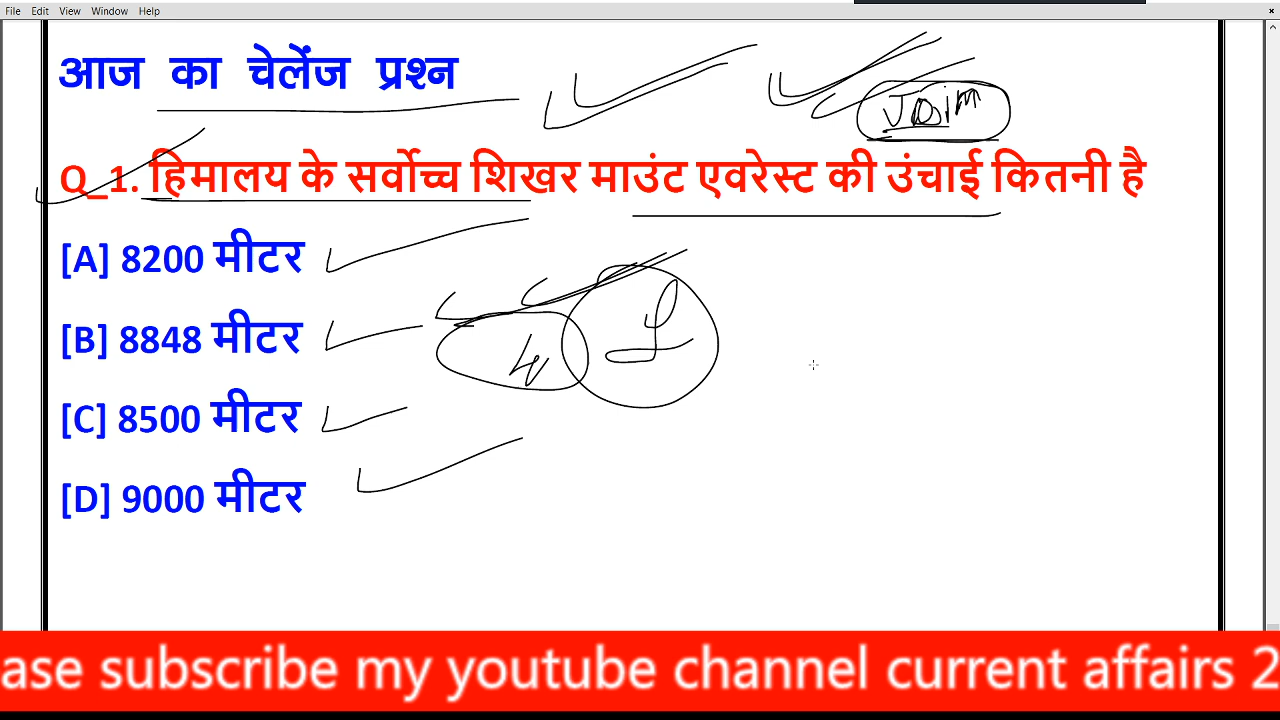 File Edit View Window Help
आज का चेलेंज प्रश्न
Join
Q_1. हिमालय के सर्वोच्च शिखर माउंट एवरेस्ट की उंचाई कितनी है
[A] 8200 मीटर
[B] 8848 मीटर
[C] 8500 मीटर
[D] 9000 मीटर
ase subscribe my youtube channel current affairs 2